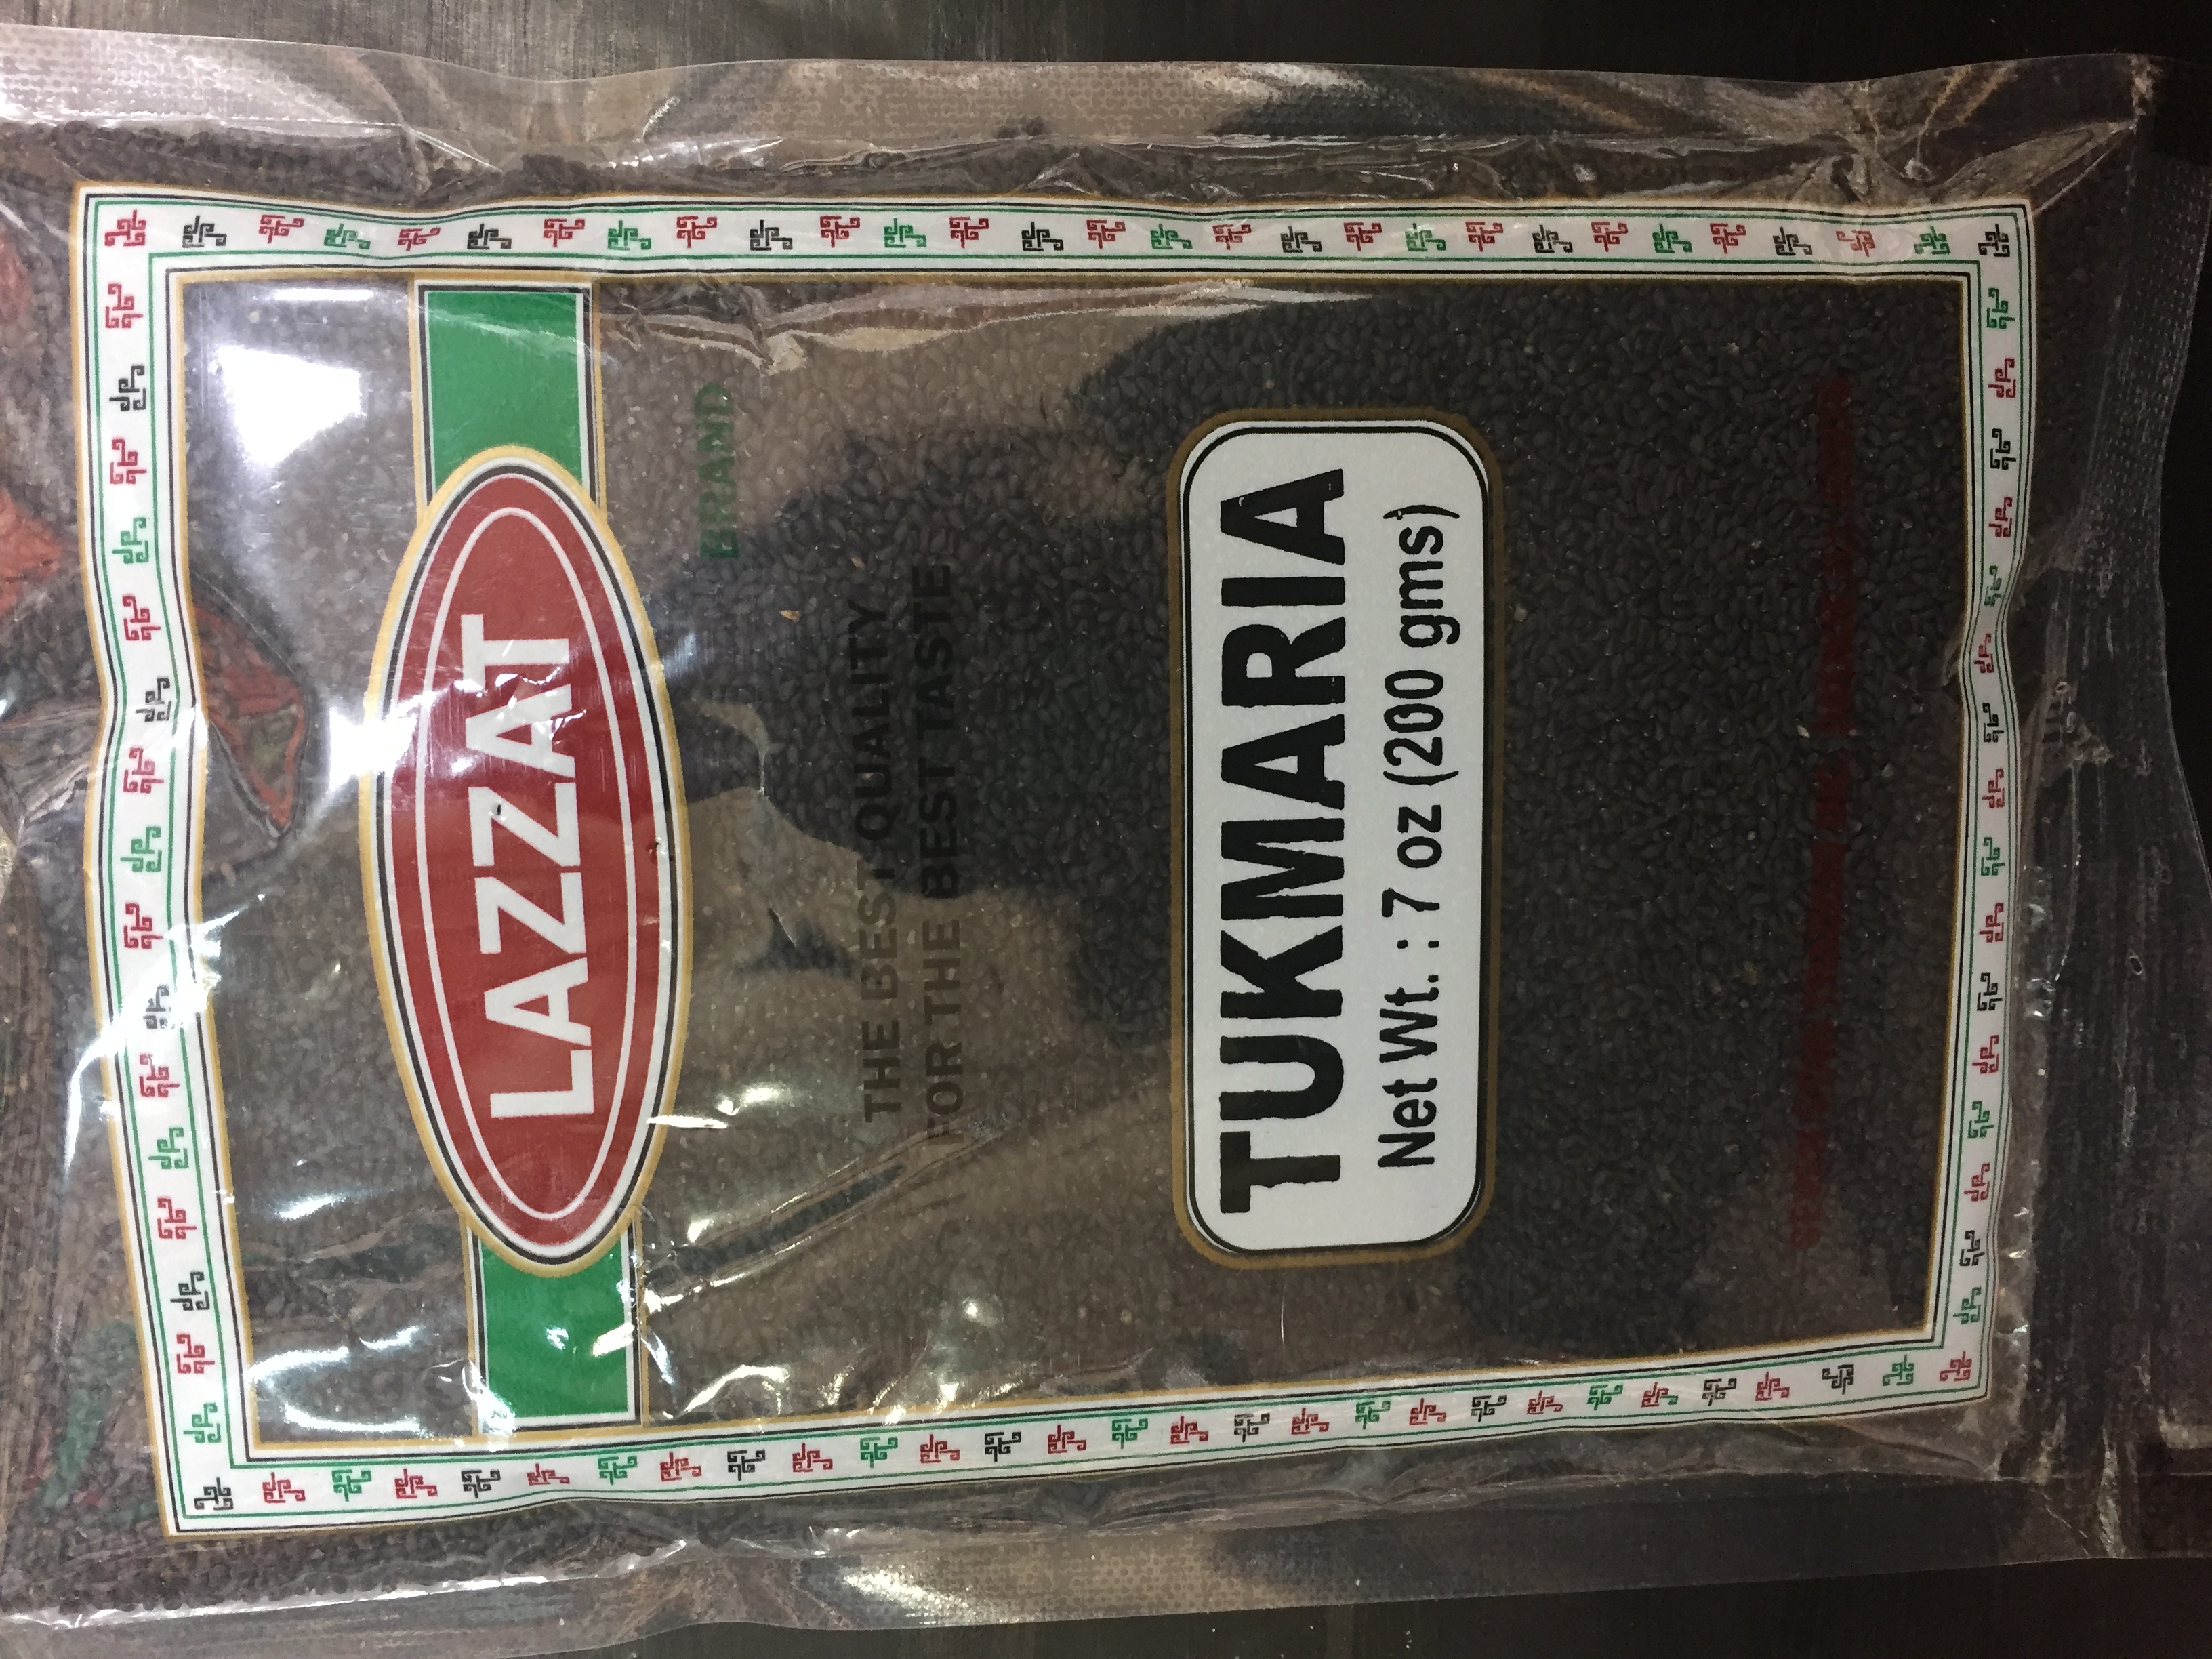 LAZZAT
BRAND
THE BEST QUALITY
FOR THE BEST TASTE
TUKMARIA
Net Wt. : 7 oz (200 gms)